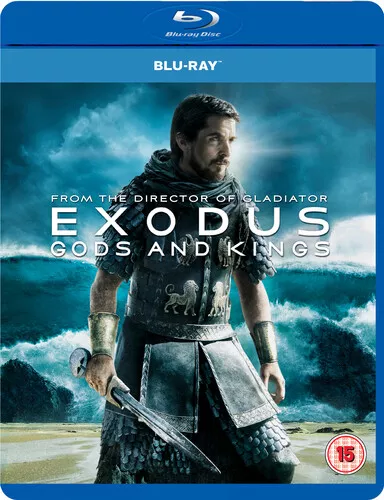 Blu-ray Disc
BLU-RAY™
FROM THE DIRECTOR OF GLADIATOR
EXODUS
GODS AND KINGS
15